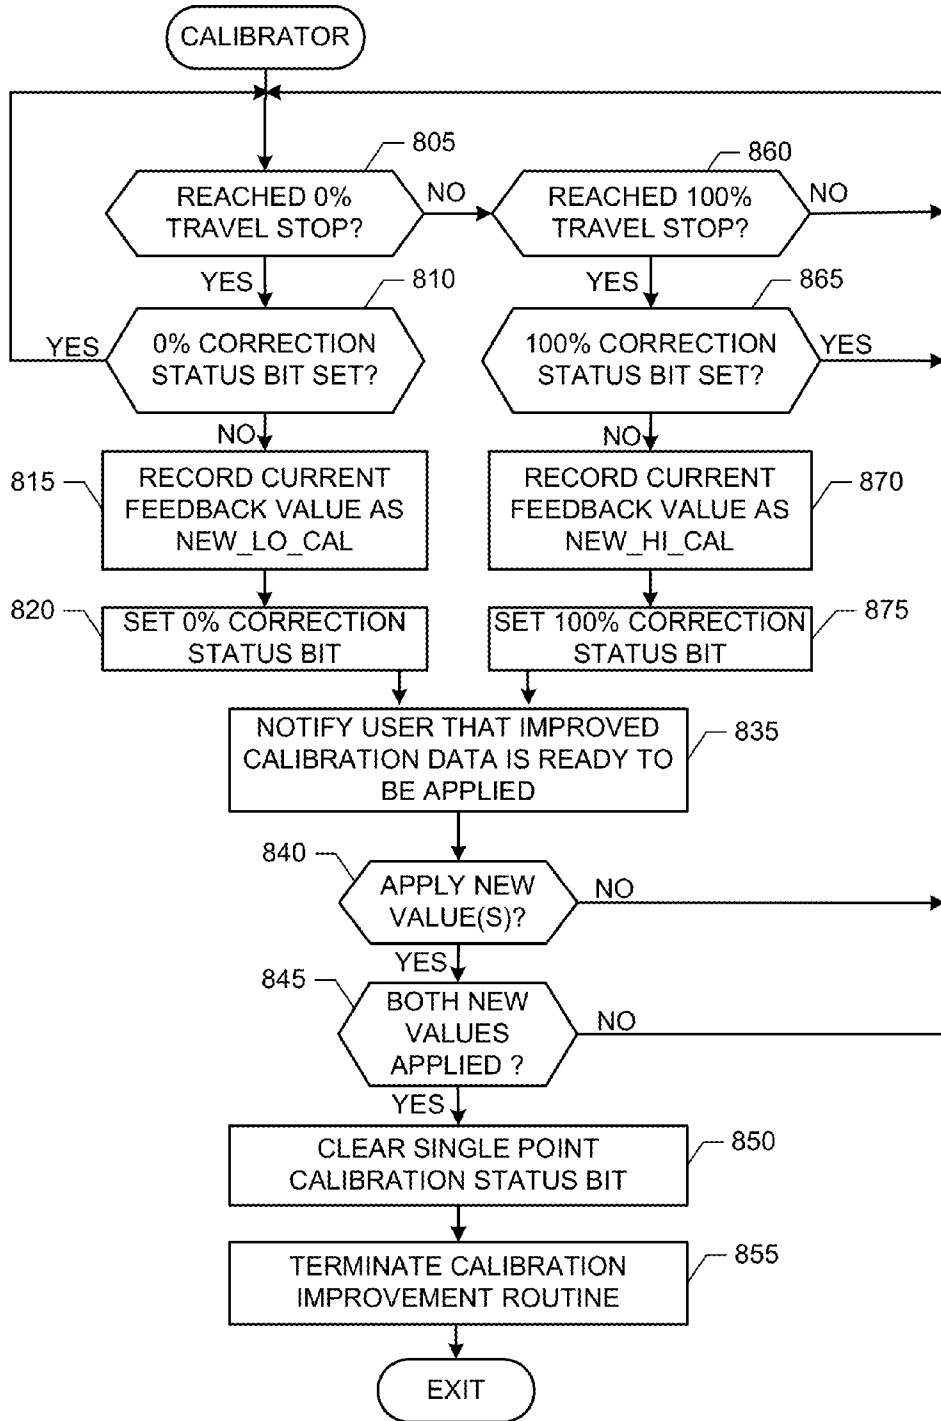 CALIBRATOR
805
860
REACHED 0%
TRAVEL STOP?
NO
REACHED 100%
TRAVEL STOP?
NO
YES
810
YES
865
YES
0% CORRECTION
STATUS BIT SET?
100% CORRECTION
STATUS BIT SET?
YES
NO
NO
815
RECORD CURRENT
FEEDBACK VALUE AS
NEW_LO_CAL
RECORD CURRENT
FEEDBACK VALUE AS
NEW_HI_CAL
870
820
SET 0% CORRECTION
STATUS BIT
SET 100% CORRECTION
STATUS BIT
875
NOTIFY USER THAT IMPROVED
CALIBRATION DATA IS READY TO
BE APPLIED
835
840
APPLY NEW
VALUE(S)?
NO
YES
845
BOTH NEW
VALUES
APPLIED ?
NO
YES
CLEAR SINGLE POINT
CALIBRATION STATUS BIT
850
TERMINATE CALIBRATION
IMPROVEMENT ROUTINE
855
EXIT